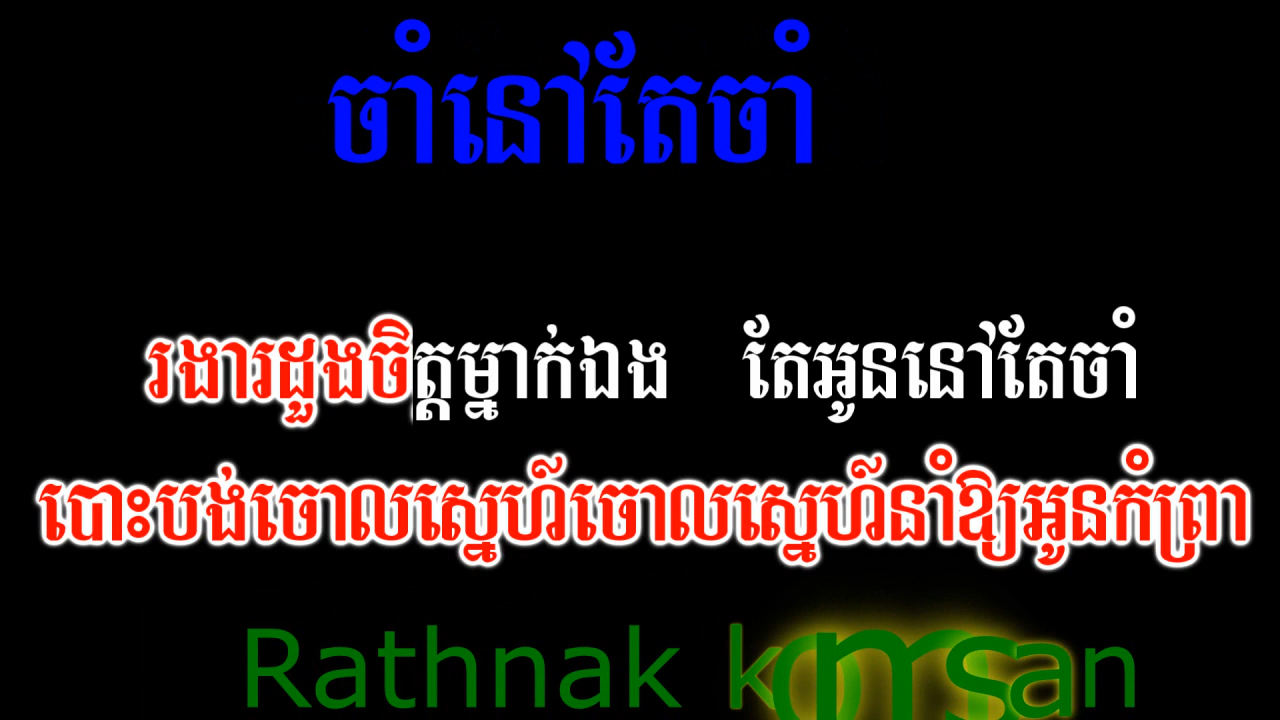 ចាំនៅតែចាំ
រងារដួងចិត្តម្នាក់ឯង តែអូននៅតែចាំ
បោះបង់ចោលស្នេហ៍ចោលស្នេហ៍នាំឱ្យអូនកំព្រា
Rathnak komsan